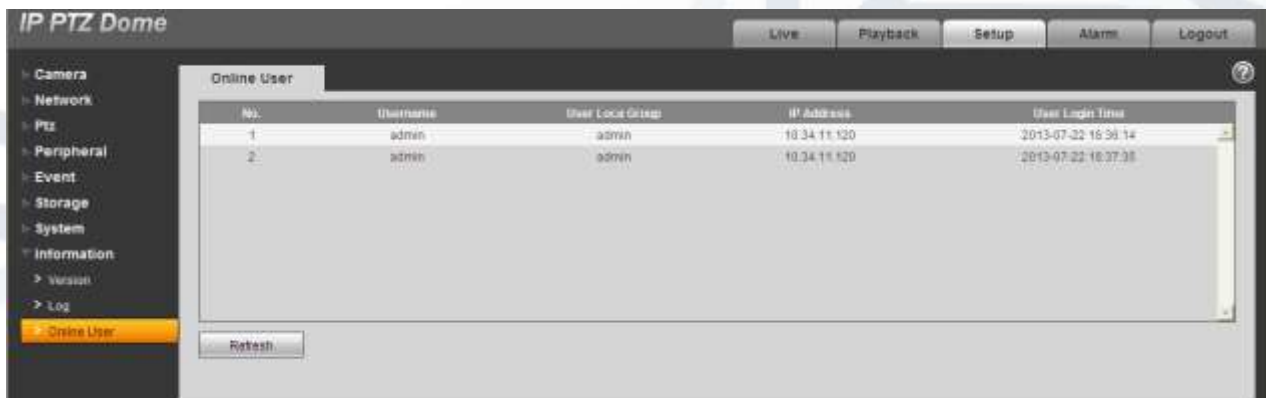 IP PTZ Dome
Live Playback Setup Alarm Logout
Camera
Network
Ptz
Peripheral
Event
Storage
System
Information
Version
Log
Online User
Online User
No. Username User Local Group IP Address User Login Time
1 admin admin 10.34.11.120 2013-07-22 16:36:14
2 admin admin 10.34.11.120 2013-07-22 16:37:35
Refresh